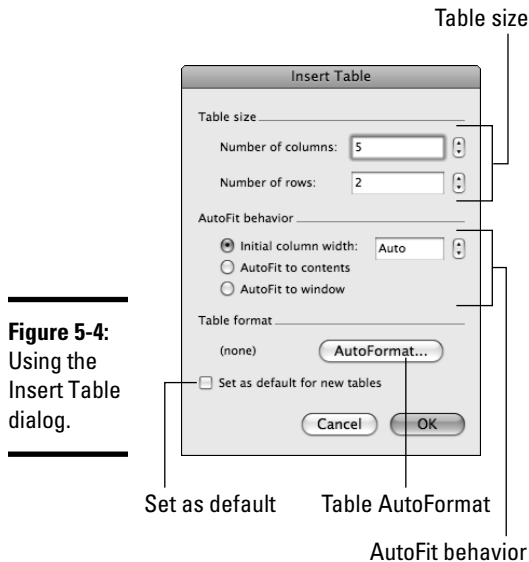 Table size
Insert Table
Table size
Number of columns: 5
Number of rows: 2
AutoFit behavior
Initial column width: Auto
AutoFit to contents
AutoFit to window
Table format
(none) AutoFormat...
Set as default for new tables
Cancel OK
Figure 5-4:
Using the
Insert Table
dialog.
Set as default Table AutoFormat
AutoFit behavior